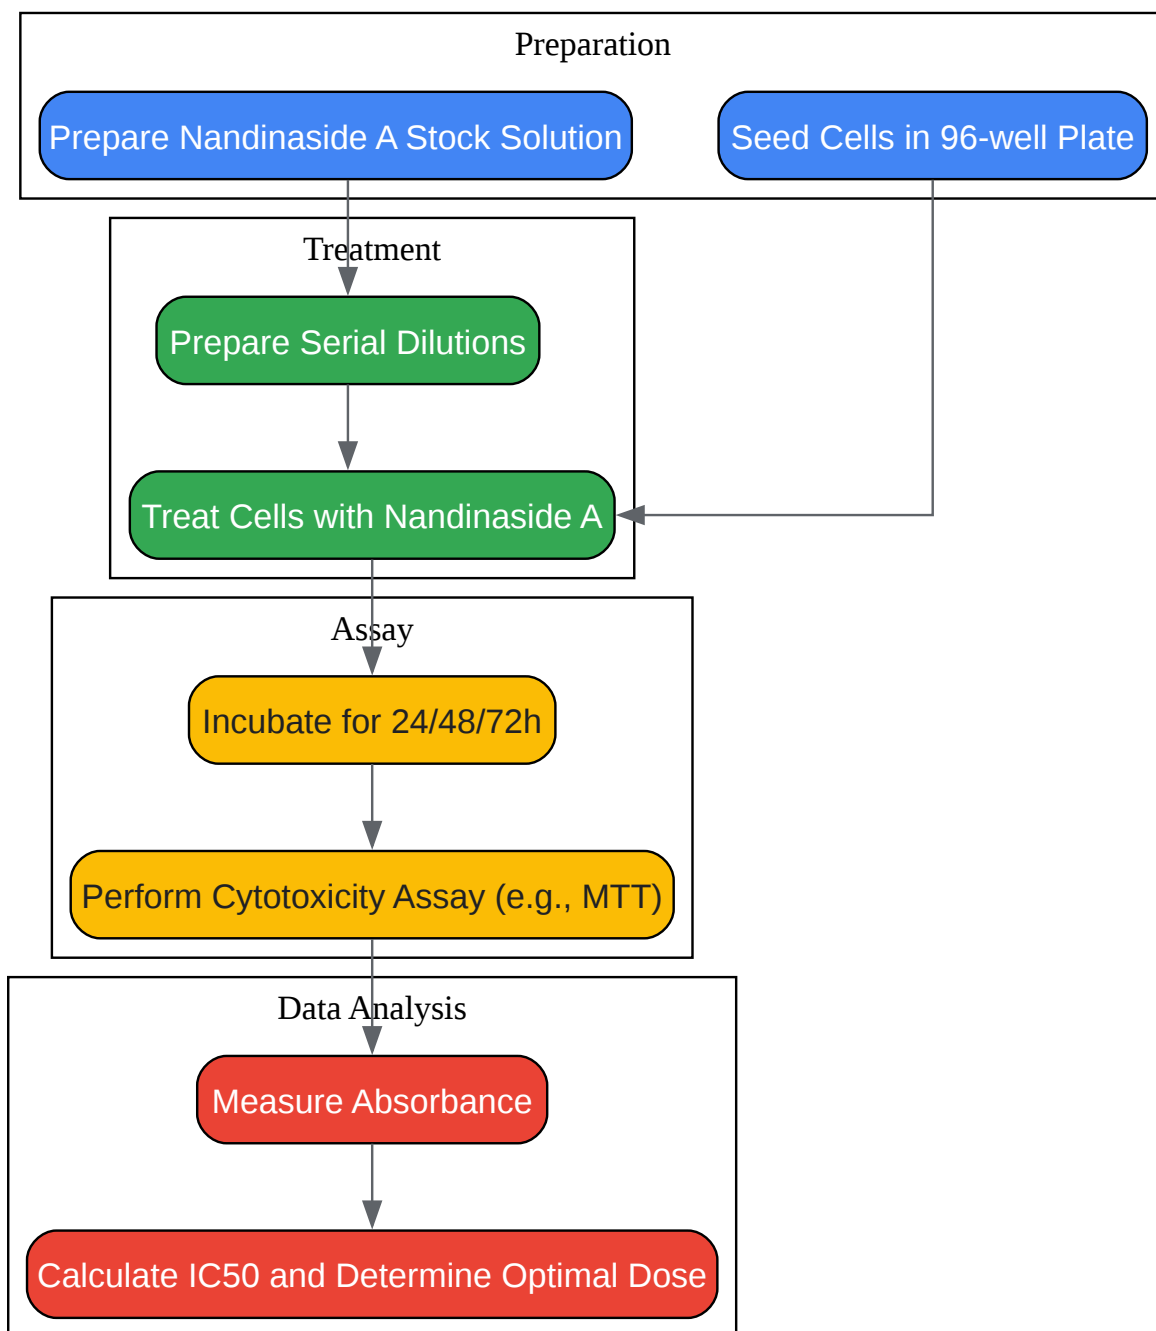 Preparation
Prepare Nandinaside A Stock Solution
Seed Cells in 96-well Plate
Treatment
Prepare Serial Dilutions
Treat Cells with Nandinaside A
Assay
Incubate for 24/48/72h
Perform Cytotoxicity Assay (e.g., MTT)
Data Analysis
Measure Absorbance
Calculate IC50 and Determine Optimal Dose